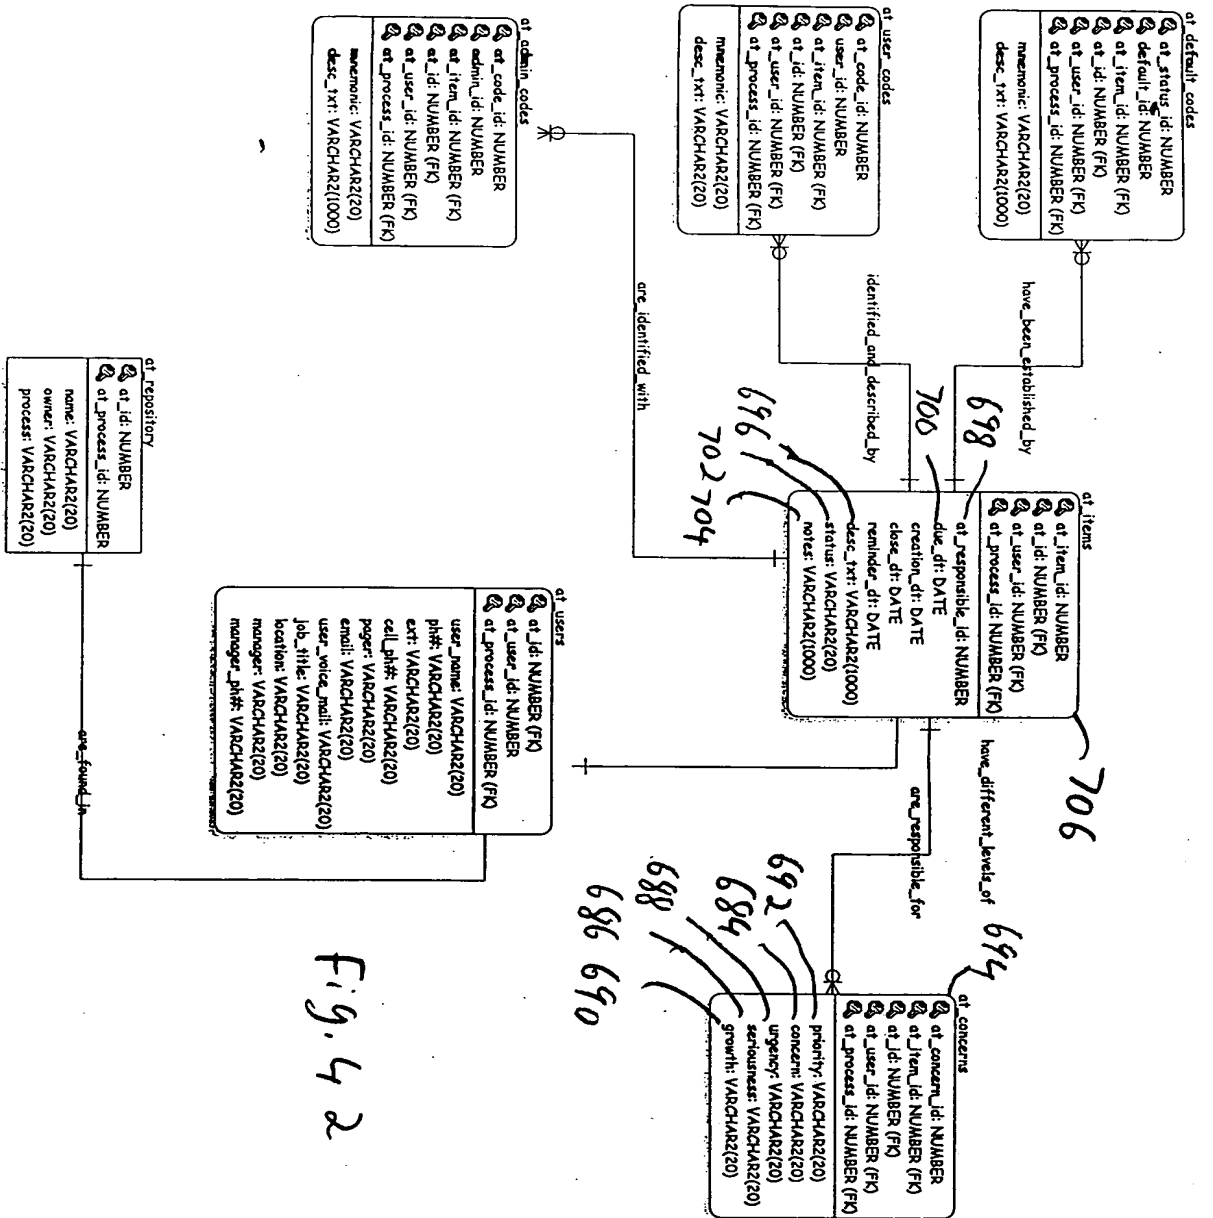 at_default_codes
at_status_id: NUMBER
default_id: NUMBER
at_item_id: NUMBER (FK)
at_id: NUMBER (FK)
at_user_id: NUMBER (FK)
at_process_id: NUMBER (FK)
mnemonic: VARCHAR2(20)
desc_txt: VARCHAR2(1000)
have_been_established_by
at_user_codes
at_code_id: NUMBER
user_id: NUMBER
at_item_id: NUMBER (FK)
at_id: NUMBER (FK)
at_user_id: NUMBER (FK)
at_process_id: NUMBER (FK)
mnemonic: VARCHAR2(20)
desc_txt: VARCHAR2(1000)
identified_and_described_by
at_admin_codes
at_code_id: NUMBER
admin_id: NUMBER
at_item_id: NUMBER (FK)
at_id: NUMBER (FK)
at_user_id: NUMBER (FK)
at_process_id: NUMBER (FK)
mnemonic: VARCHAR2(20)
desc_txt: VARCHAR2(1000)
are_identified_with
698
700
696
702 704
at_items
at_item_id: NUMBER
at_id: NUMBER (FK)
at_user_id: NUMBER (FK)
at_process_id: NUMBER (FK)
at_responsible_id: NUMBER
due_dt: DATE
creation_dt: DATE
close_dt: DATE
reminder_dt: DATE
desc_txt: VARCHAR2(1000)
status: VARCHAR2(20)
notes: VARCHAR2(1000)
706
have_different_levels_of
are_responsible_for
694
692
684
688
686 690
at_concerns
at_concern_id: NUMBER
at_item_id: NUMBER (FK)
at_id: NUMBER (FK)
at_user_id: NUMBER (FK)
at_process_id: NUMBER (FK)
priority: VARCHAR2(20)
concern: VARCHAR2(20)
urgency: VARCHAR2(20)
seriousness: VARCHAR2(20)
growth: VARCHAR2(20)
at_users
at_id: NUMBER (FK)
at_user_id: NUMBER
at_process_id: NUMBER (FK)
user_name: VARCHAR2(20)
ph#: VARCHAR2(20)
ext: VARCHAR2(20)
cell_ph#: VARCHAR2(20)
pager: VARCHAR2(20)
email: VARCHAR2(20)
user_voice_mail: VARCHAR2(20)
job_title: VARCHAR2(20)
location: VARCHAR2(20)
manager: VARCHAR2(20)
manager_ph#: VARCHAR2(20)
at_repository
at_id: NUMBER
at_process_id: NUMBER
name: VARCHAR2(20)
owner: VARCHAR2(20)
process: VARCHAR2(20)
are_found_in
Fig. 42